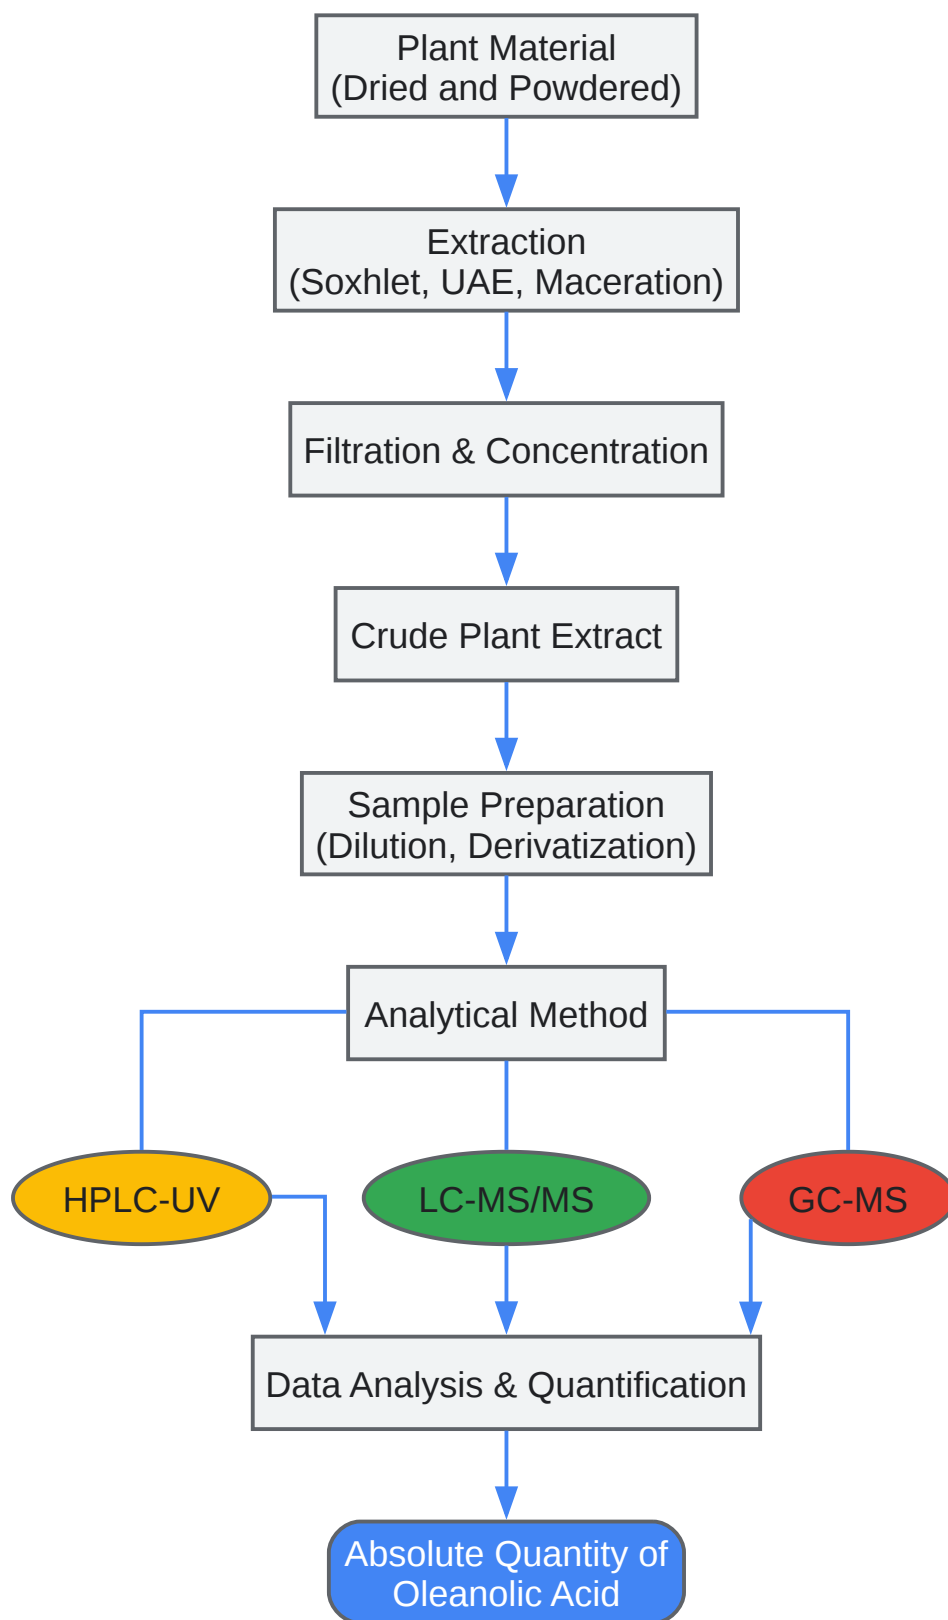 Plant Material
(Dried and Powdered)
Extraction
(Soxhlet, UAE, Maceration)
Filtration & Concentration
Crude Plant Extract
Sample Preparation
(Dilution, Derivatization)
Analytical Method
HPLC-UV
LC-MS/MS
GC-MS
Data Analysis & Quantification
Absolute Quantity of
Oleanolic Acid